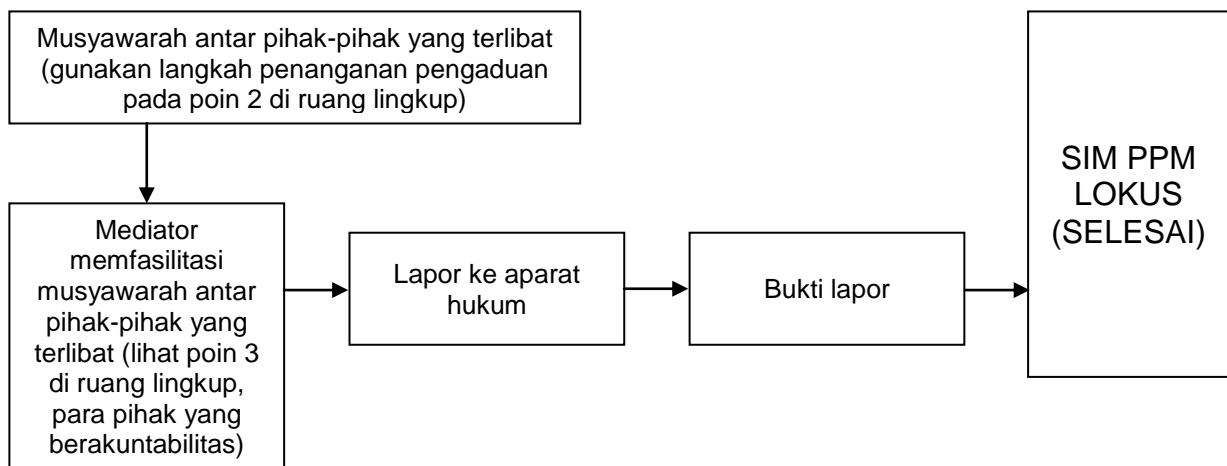 Musyawarah antar pihak-pihak yang terlibat
(gunakan langkah penanganan pengaduan
pada poin 2 di ruang lingkup)
Mediator
memfasilitasi
musyawarah antar
pihak-pihak yang
terlibat (lihat poin 3
di ruang lingkup,
para pihak yang
berakuntabilitas)
Lapor ke aparat
hukum
Bukti lapor
SIM PPM
LOKUS
(SELESAI)